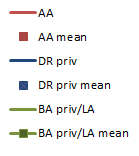 AA
AA mean
DR priv
DR priv mean
BA priv/LA
BA priv/LA mean